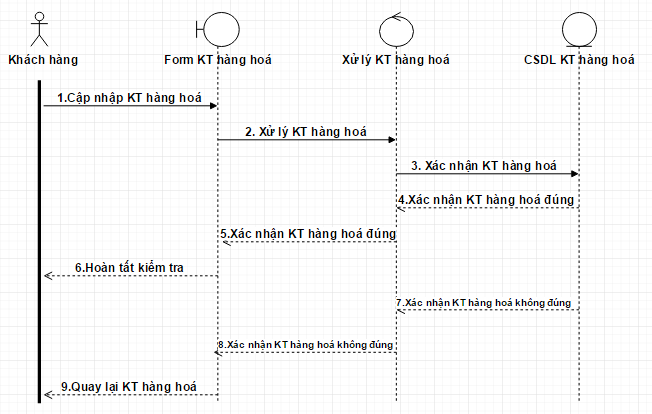 Khách hàng
Form KT hàng hoá
Xử lý KT hàng hoá
CSDL KT hàng hoá
1.Cập nhập KT hàng hoá
2. Xử lý KT hàng hoá
3. Xác nhận KT hàng hoá
4.Xác nhận KT hàng hoá đúng
5.Xác nhận KT hàng hoá đúng
6.Hoàn tất kiểm tra
7.Xác nhận KT hàng hoá không đúng
8.Xác nhận KT hàng hoá không đúng
9.Quay lại KT hàng hoá